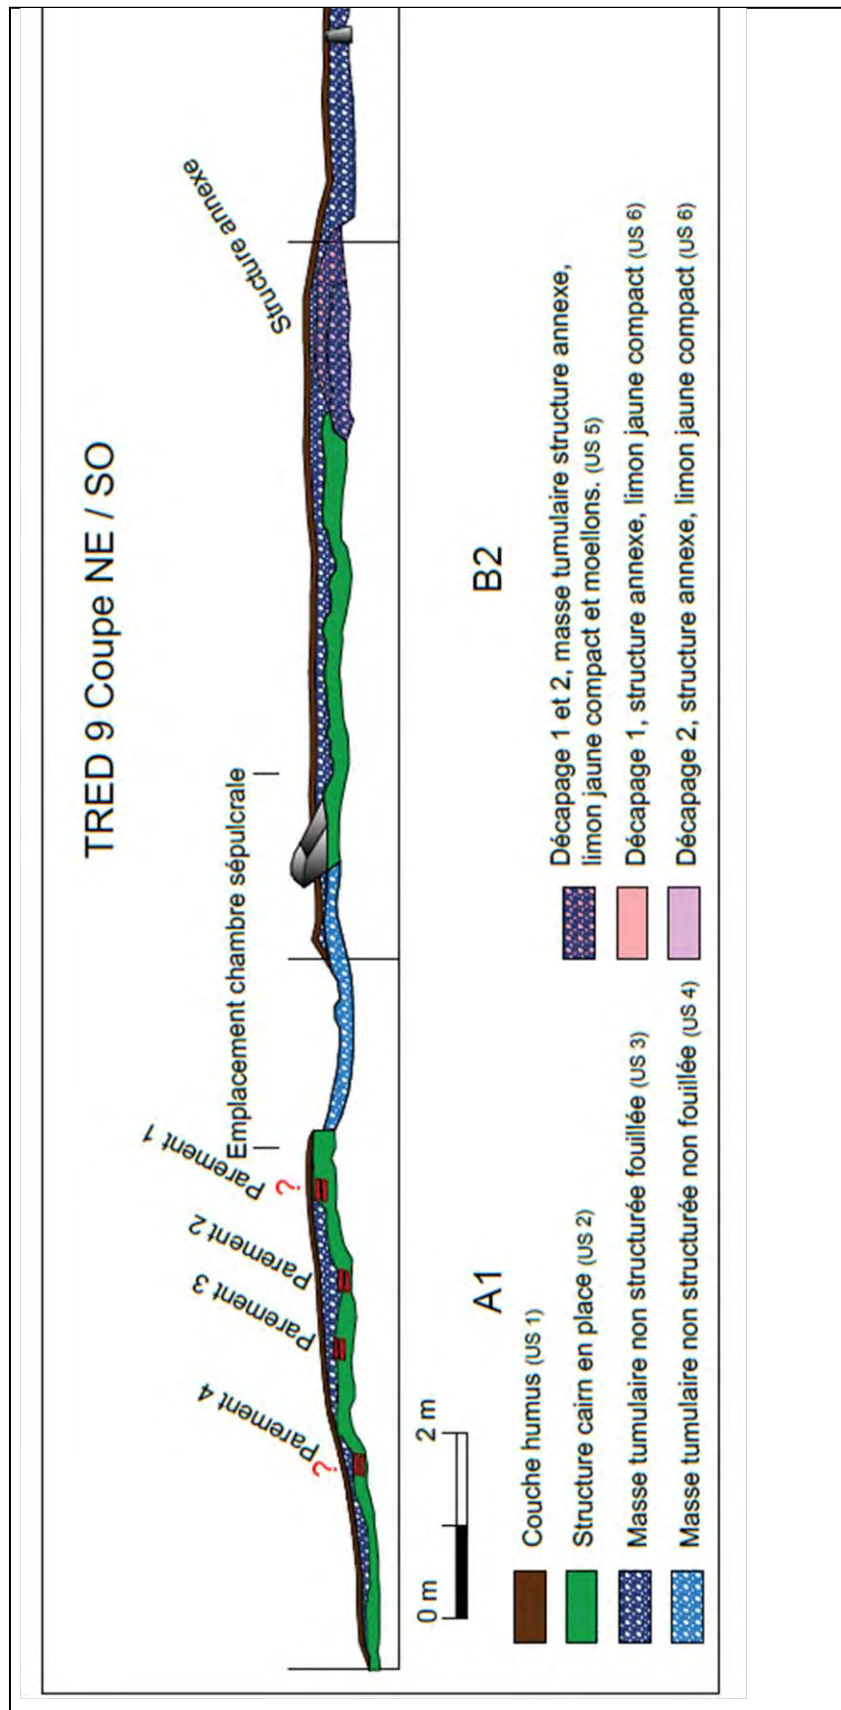 TRED 9 Coupe NE / SO
Parement 4
?
Parement 3
Parement 2
Parement 1
?
Emplacement chambre sépulcrale
Structure annexe
0 m
2 m
A1
B2
Couche humus (US 1)
Structure cairn en place (US 2)
Masse tumulaire non structurée fouillée (US 3)
Masse tumulaire non structurée non fouillée (US 4)
Décapage 1 et 2, masse tumulaire structure annexe,
limon jaune compact et moellons. (US 5)
Décapage 1, structure annexe, limon jaune compact (US 6)
Décapage 2, structure annexe, limon jaune compact (US 6)